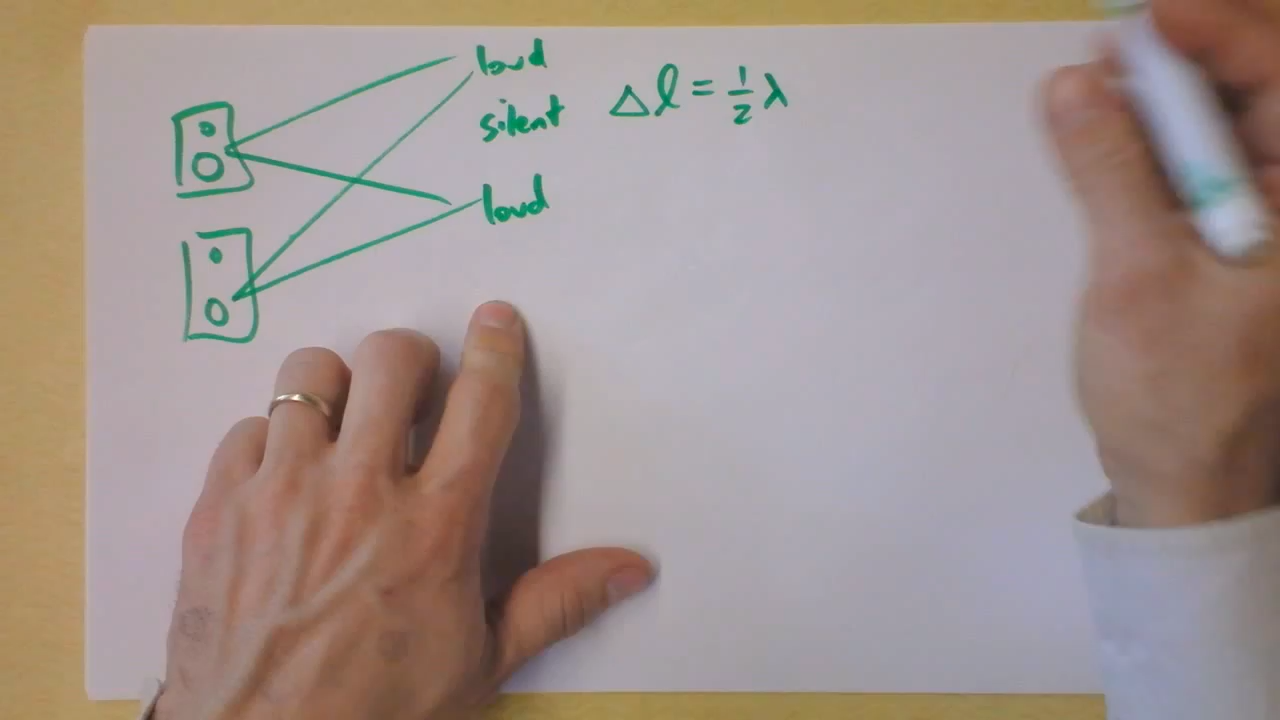 loud
silent Δl = ½ λ
loud